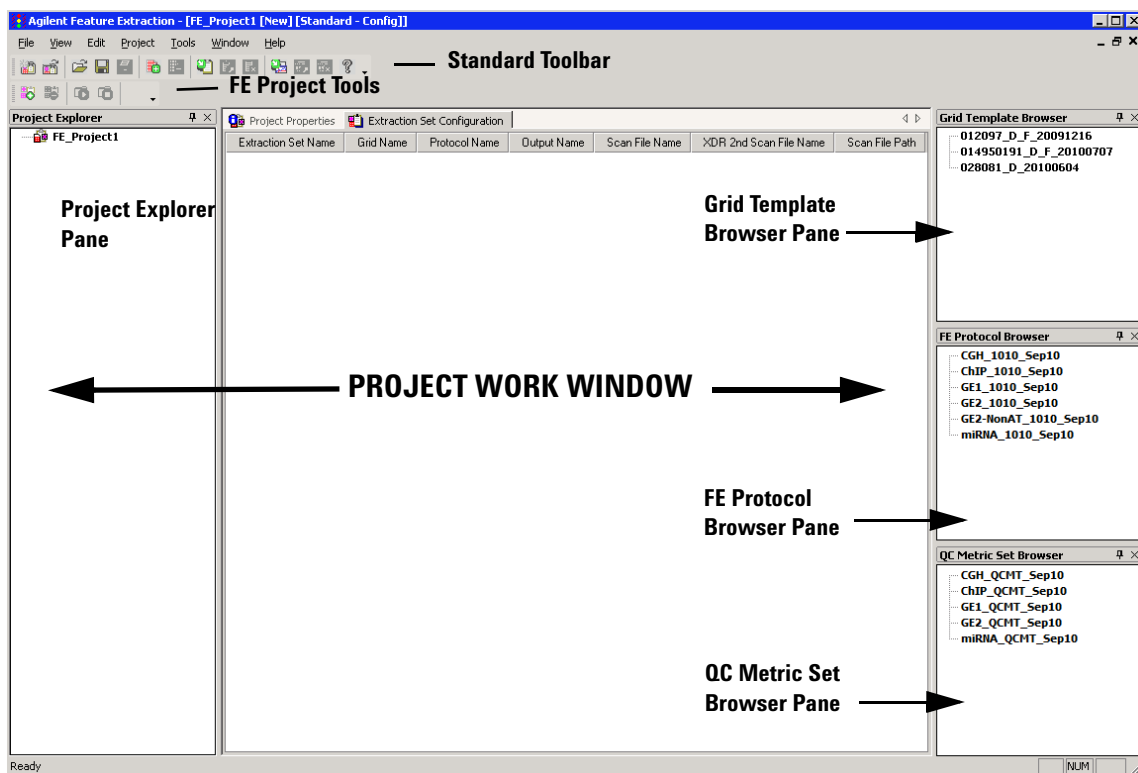 Agilent Feature Extraction - [FE_Project1 [New] [Standard - Config]]
File View Edit Project Tools Window Help
Standard Toolbar
FE Project Tools
Project Explorer
FE_Project1
Project Explorer
Pane
Project Properties Extraction Set Configuration
Extraction Set Name Grid Name Protocol Name Output Name Scan File Name XDR 2nd Scan File Name Scan File Path
PROJECT WORK WINDOW
Grid Template
Browser Pane
FE Protocol
Browser Pane
QC Metric Set
Browser Pane
Grid Template Browser
012097_D_F_20091216
014950191_D_F_20100707
028081_D_20100604
FE Protocol Browser
CGH_1010_Sep10
ChIP_1010_Sep10
GE1_1010_Sep10
GE2_1010_Sep10
GE2-NonAT_1010_Sep10
miRNA_1010_Sep10
QC Metric Set Browser
CGH_QCMT_Sep10
ChIP_QCMT_Sep10
GE1_QCMT_Sep10
GE2_QCMT_Sep10
miRNA_QCMT_Sep10
Ready
NUM